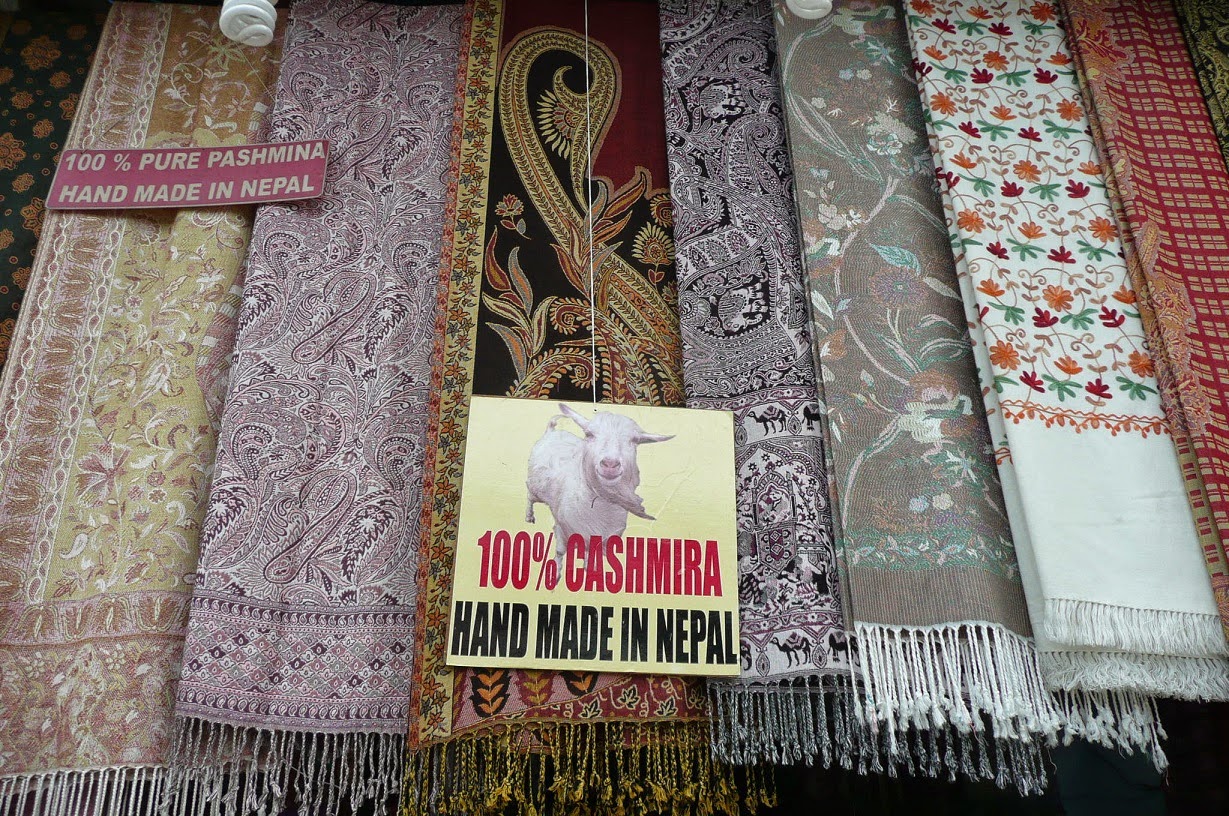 100 % PURE PASHMINA
HAND MADE IN NEPAL
100% CASHMIRA
HAND MADE IN NEPAL